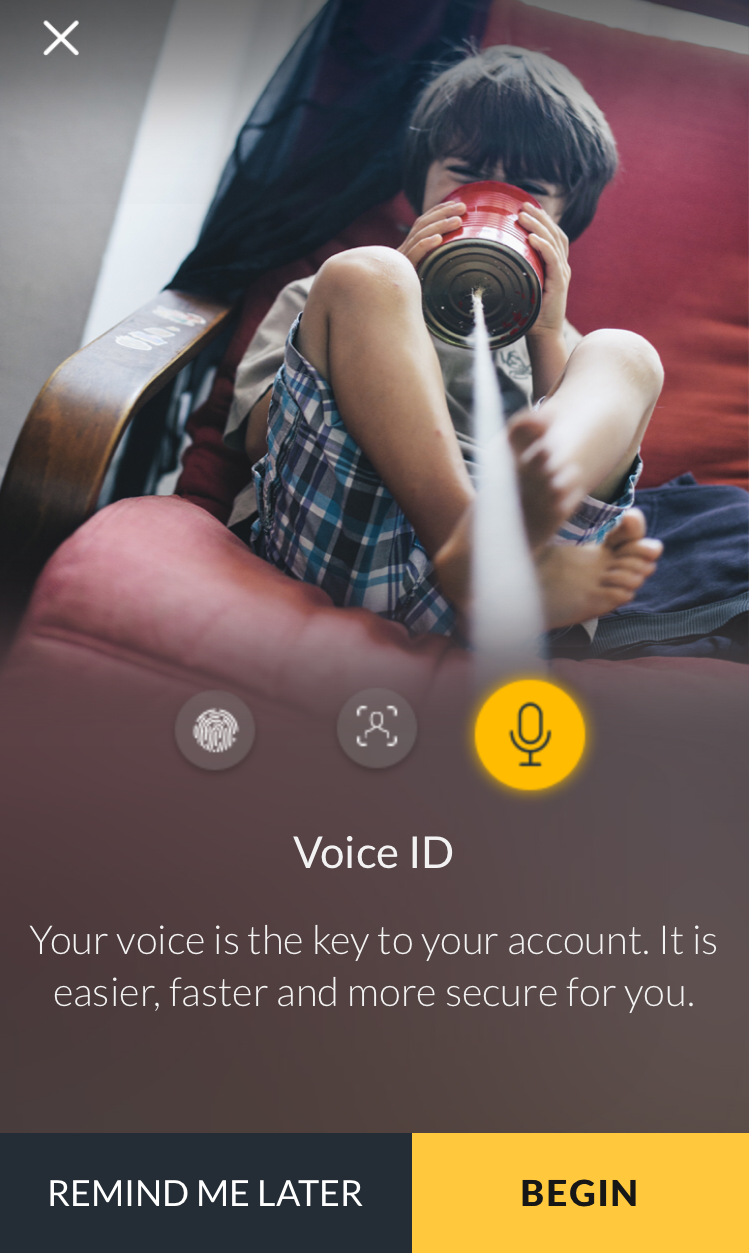 Voice ID
Your voice is the key to your account. It is
easier, faster and more secure for you.
REMIND ME LATER
BEGIN